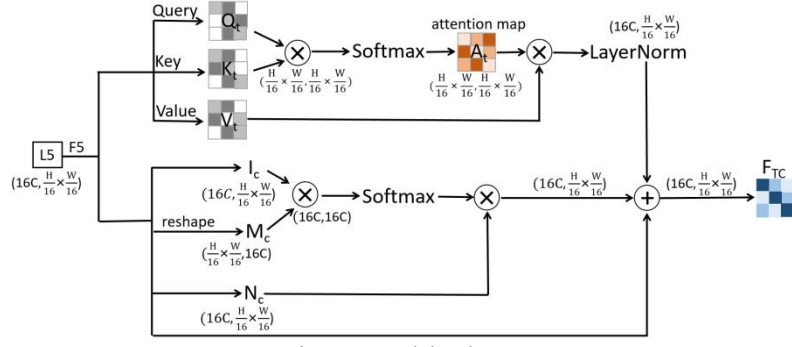 Query
Q_t
attention map
(16C, H/16 × W/16)
Key
K_t
Softmax
A_t
LayerNorm
(H/16 × W/16, H/16 × W/16)
(H/16 × W/16, H/16 × W/16)
Value
V_t
L5
F5
(16C, H/16 × W/16)
I_c
(16C, H/16 × W/16)
Softmax
(16C, H/16 × W/16)
(16C, H/16 × W/16)
F_TC
(16C,16C)
reshape
M_c
(H/16 × W/16, 16C)
N_c
(16C, H/16 × W/16)